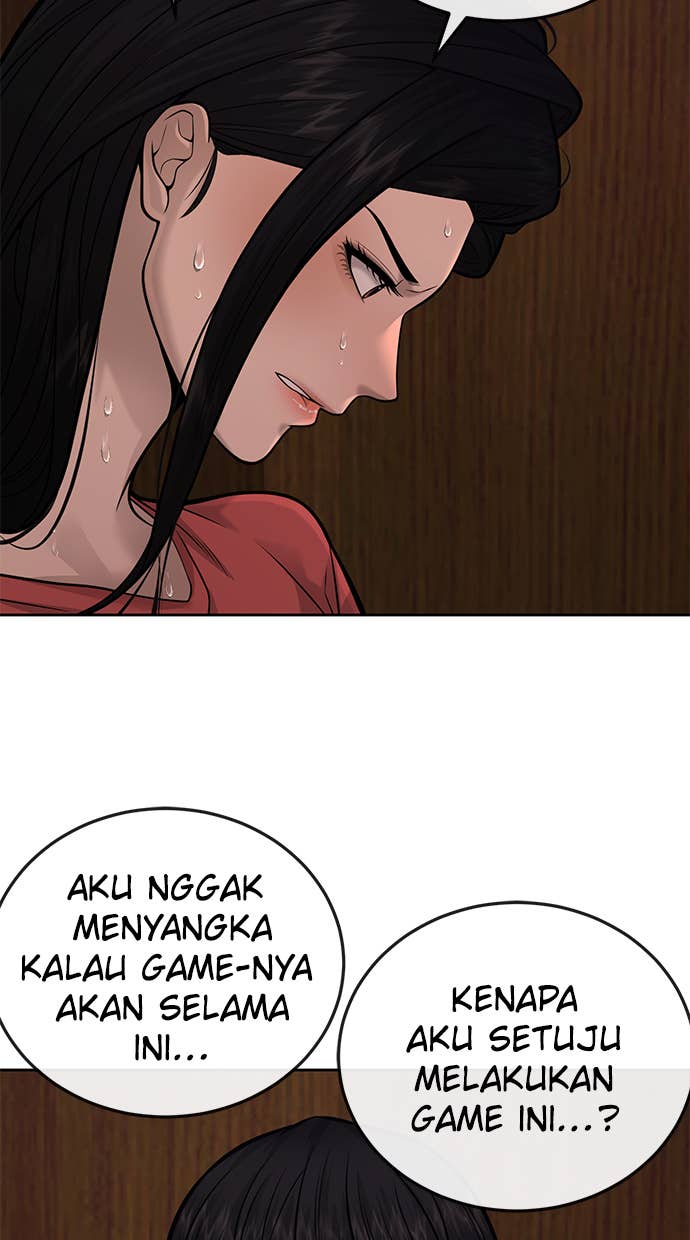 AKU NGGAK
MENYANGKA
KALAU GAME-NYA
AKAN SELAMA
INI...
KENAPA
AKU SETUJU
MELAKUKAN
GAME INI...?